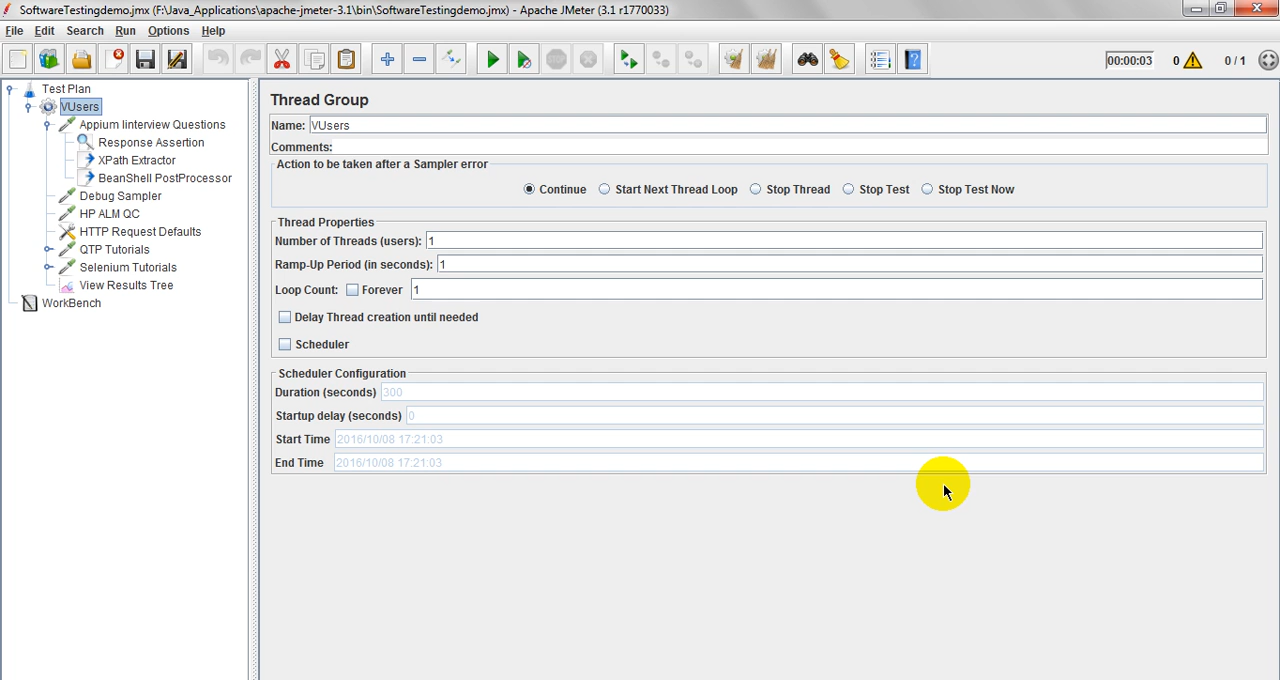 SoftwareTestingdemo.jmx (F:\Java_Applications\apache-jmeter-3.1\bin\SoftwareTestingdemo.jmx) - Apache JMeter (3.1 r1770033)
File Edit Search Run Options Help
00:00:03 0 0 / 1
Test Plan
VUsers
Appium Iinterview Questions
Response Assertion
XPath Extractor
BeanShell PostProcessor
Debug Sampler
HP ALM QC
HTTP Request Defaults
QTP Tutorials
Selenium Tutorials
View Results Tree
WorkBench
Thread Group
Name: VUsers
Comments:
Action to be taken after a Sampler error
Continue Start Next Thread Loop Stop Thread Stop Test Stop Test Now
Thread Properties
Number of Threads (users): 1
Ramp-Up Period (in seconds): 1
Loop Count: Forever 1
Delay Thread creation until needed
Scheduler
Scheduler Configuration
Duration (seconds) 300
Startup delay (seconds) 0
Start Time 2016/10/08 17:21:03
End Time 2016/10/08 17:21:03